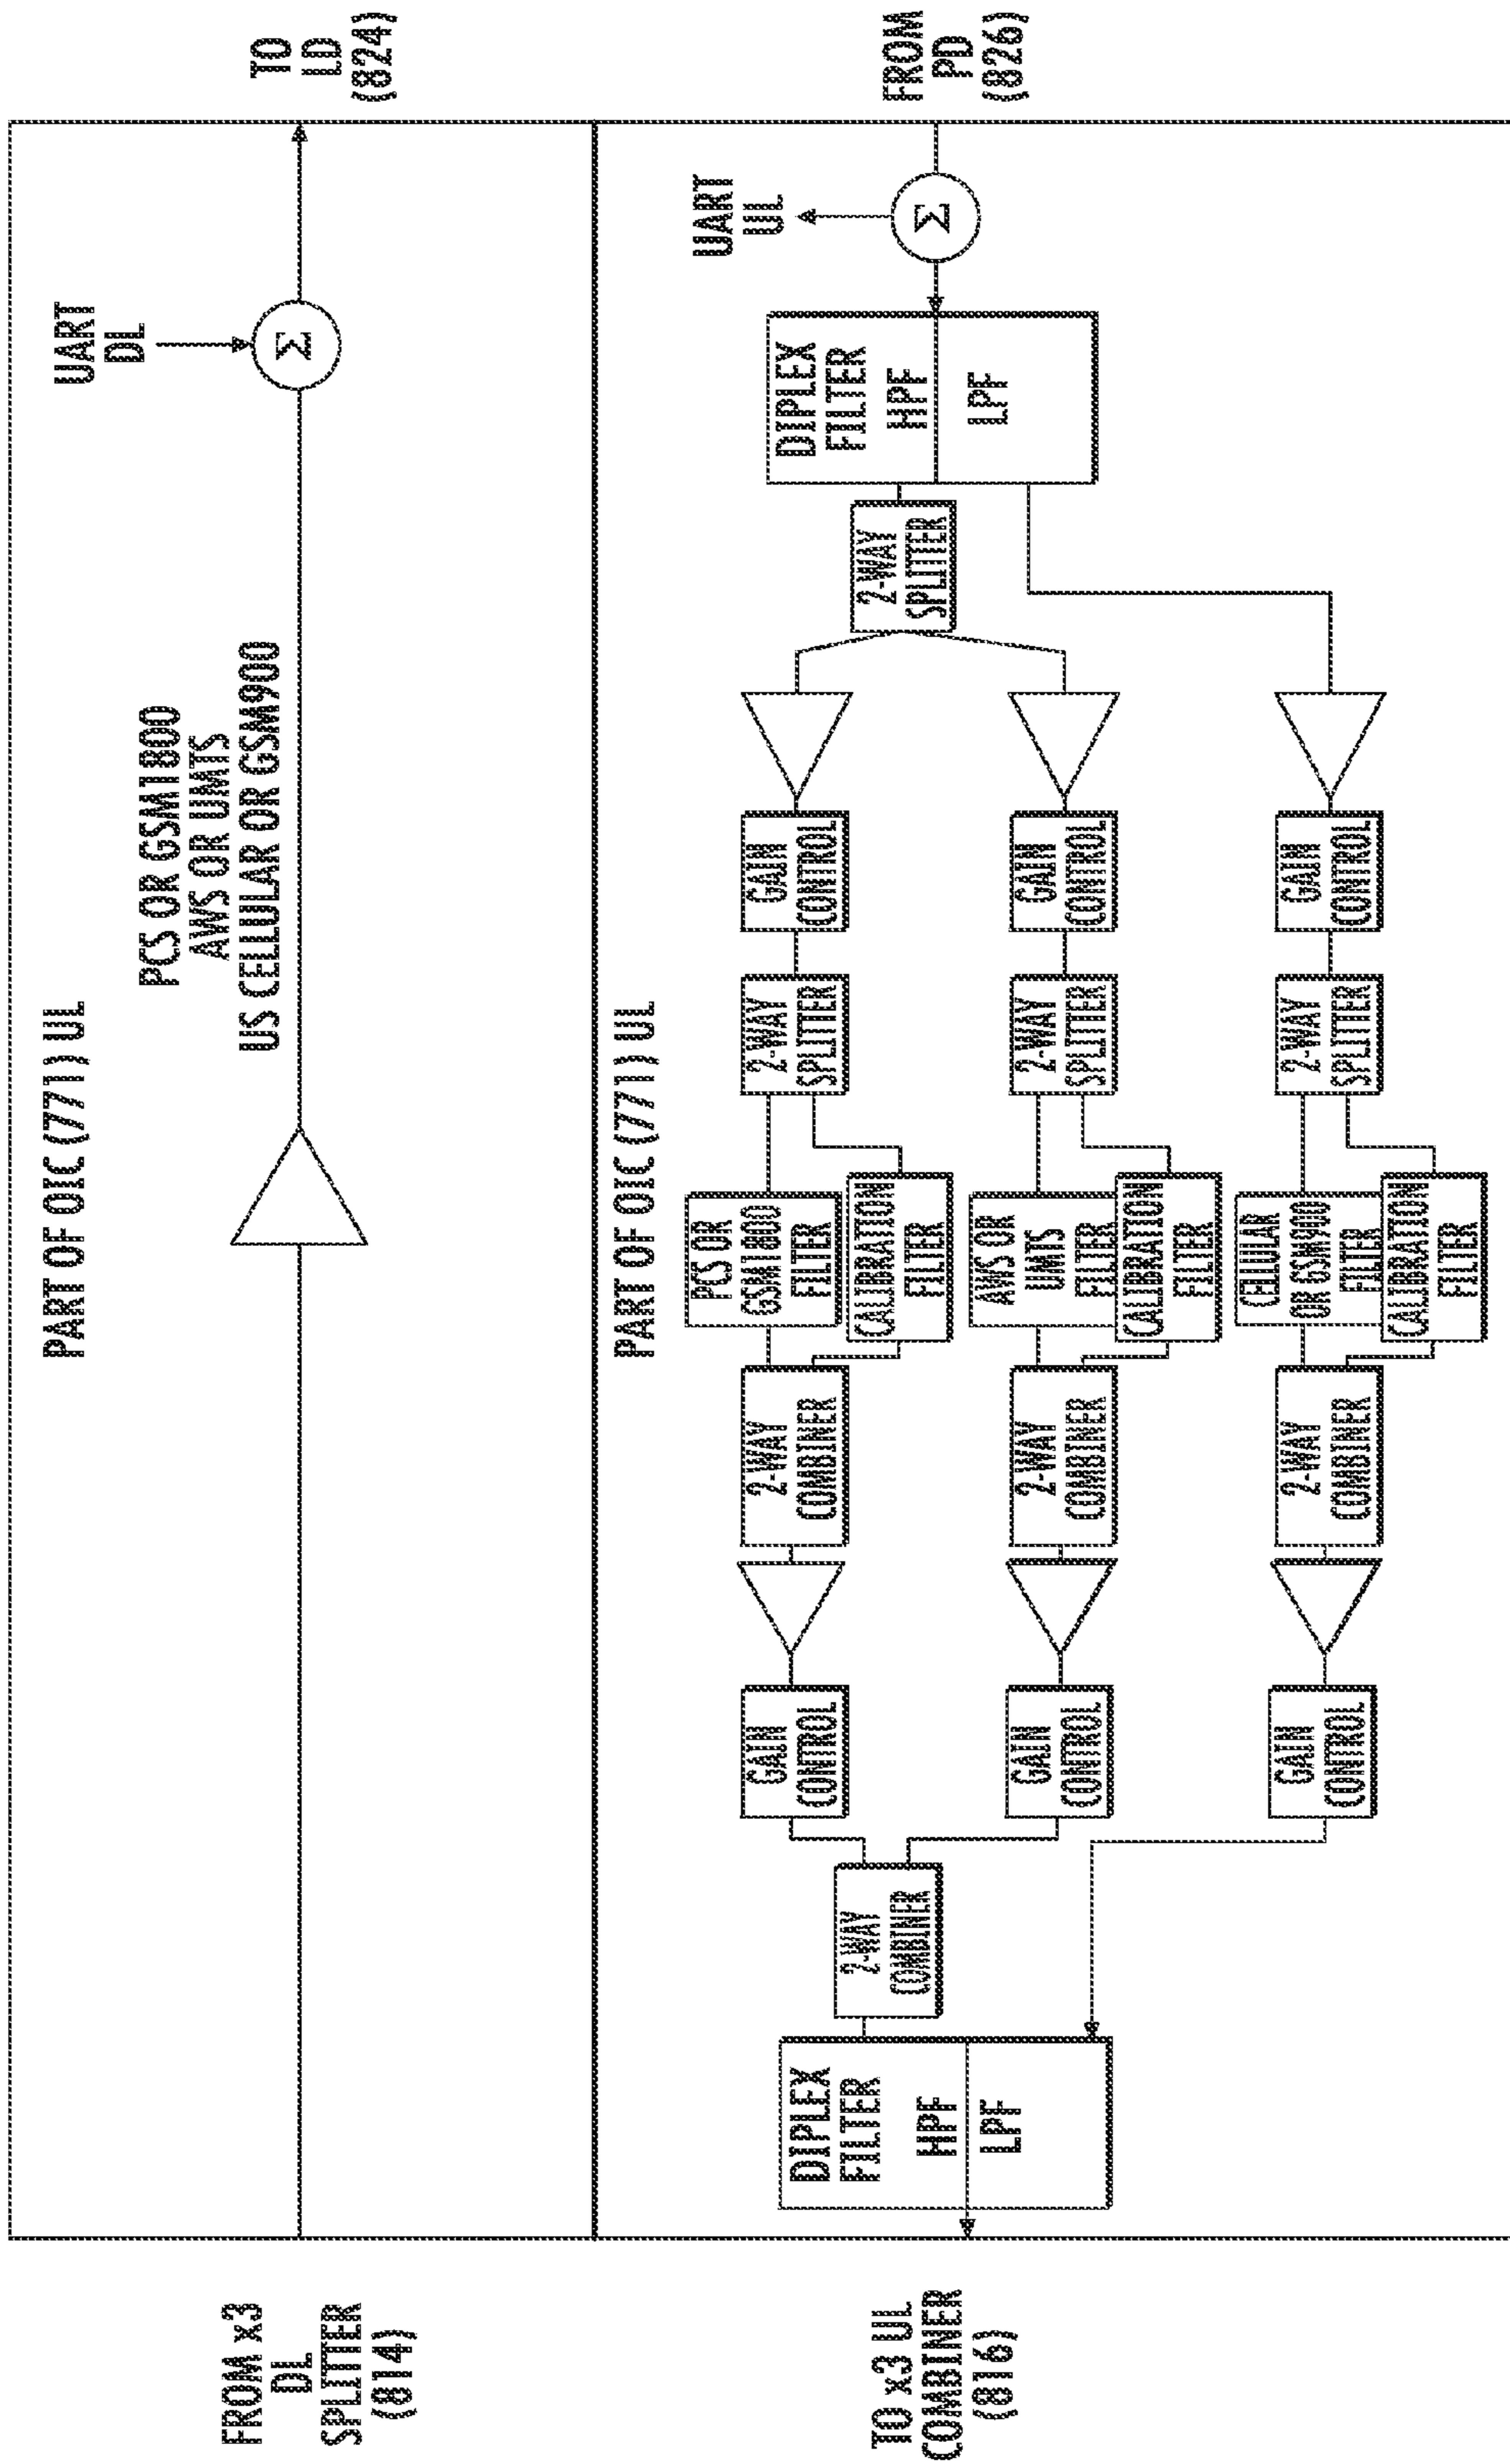 PART OF OIC (771) UL
FROM x3
DL
SPLITTER
(814)
PCS OR GSM1800
AWS OR UMTS
US CELLULAR OR GSM900
UART
DL
Σ
TO
LD
(824)
PART OF OIC (771) UL
TO x3 UL
COMBINER
(816)
DIPLEX
FILTER
HPF
LPF
2-WAY
COMBINER
GAIN
CONTROL
2-WAY
COMBINER
PCS OR
GSM1800
FILTER
CALIBRATION
FILTER
2-WAY
SPLITTER
GAIN
CONTROL
GAIN
CONTROL
2-WAY
COMBINER
AWS OR
UMTS
FILTER
CALIBRATION
FILTER
2-WAY
SPLITTER
GAIN
CONTROL
GAIN
CONTROL
2-WAY
COMBINER
CELLULAR
OR GSM900
FILTER
CALIBRATION
FILTER
2-WAY
SPLITTER
GAIN
CONTROL
2-WAY
SPLITTER
DIPLEX
FILTER
HPF
LPF
UART
UL
Σ
FROM
PD
(826)